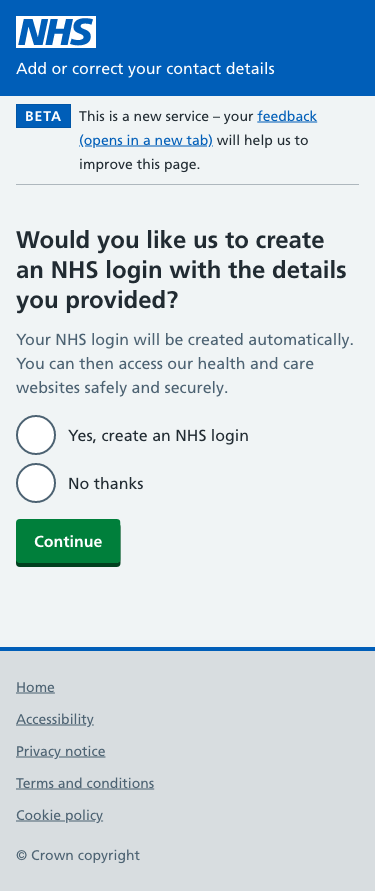 NHS
Add or correct your contact details
BETA This is a new service – your feedback
(opens in a new tab) will help us to
improve this page.
Would you like us to create
an NHS login with the details
you provided?
Your NHS login will be created automatically.
You can then access our health and care
websites safely and securely.
Yes, create an NHS login
No thanks
Continue
Home
Accessibility
Privacy notice
Terms and conditions
Cookie policy
© Crown copyright